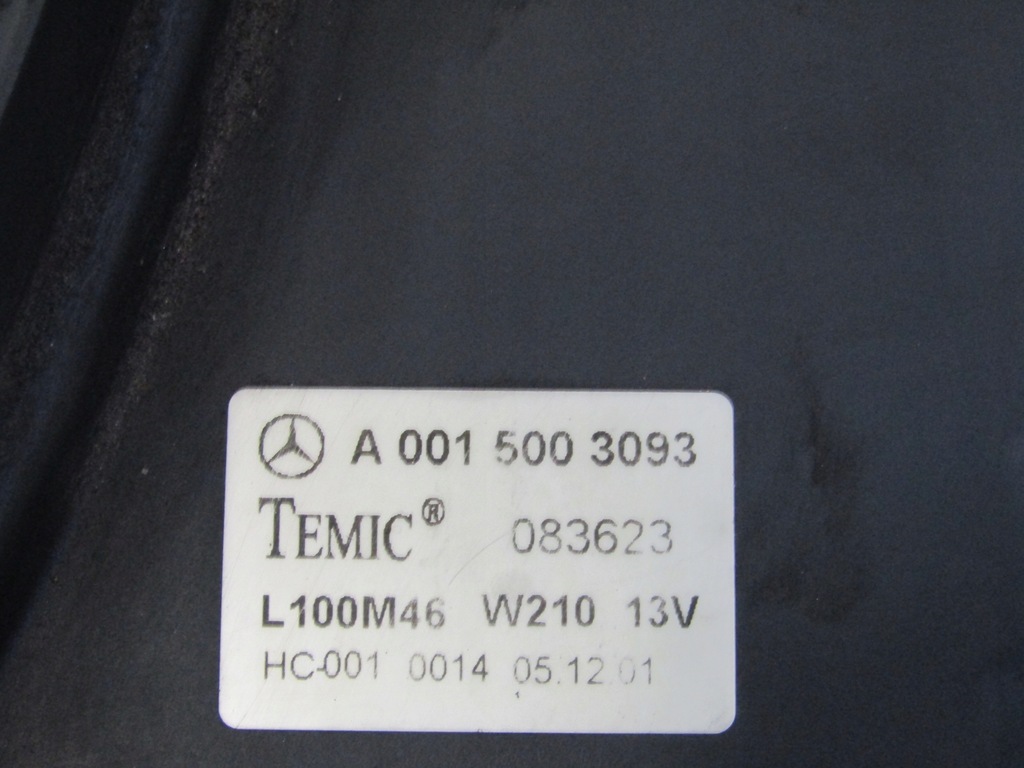 A 001 500 3093
TEMIC® 083623
L100M46 W210 13V
HC-001 0014 05.12.01